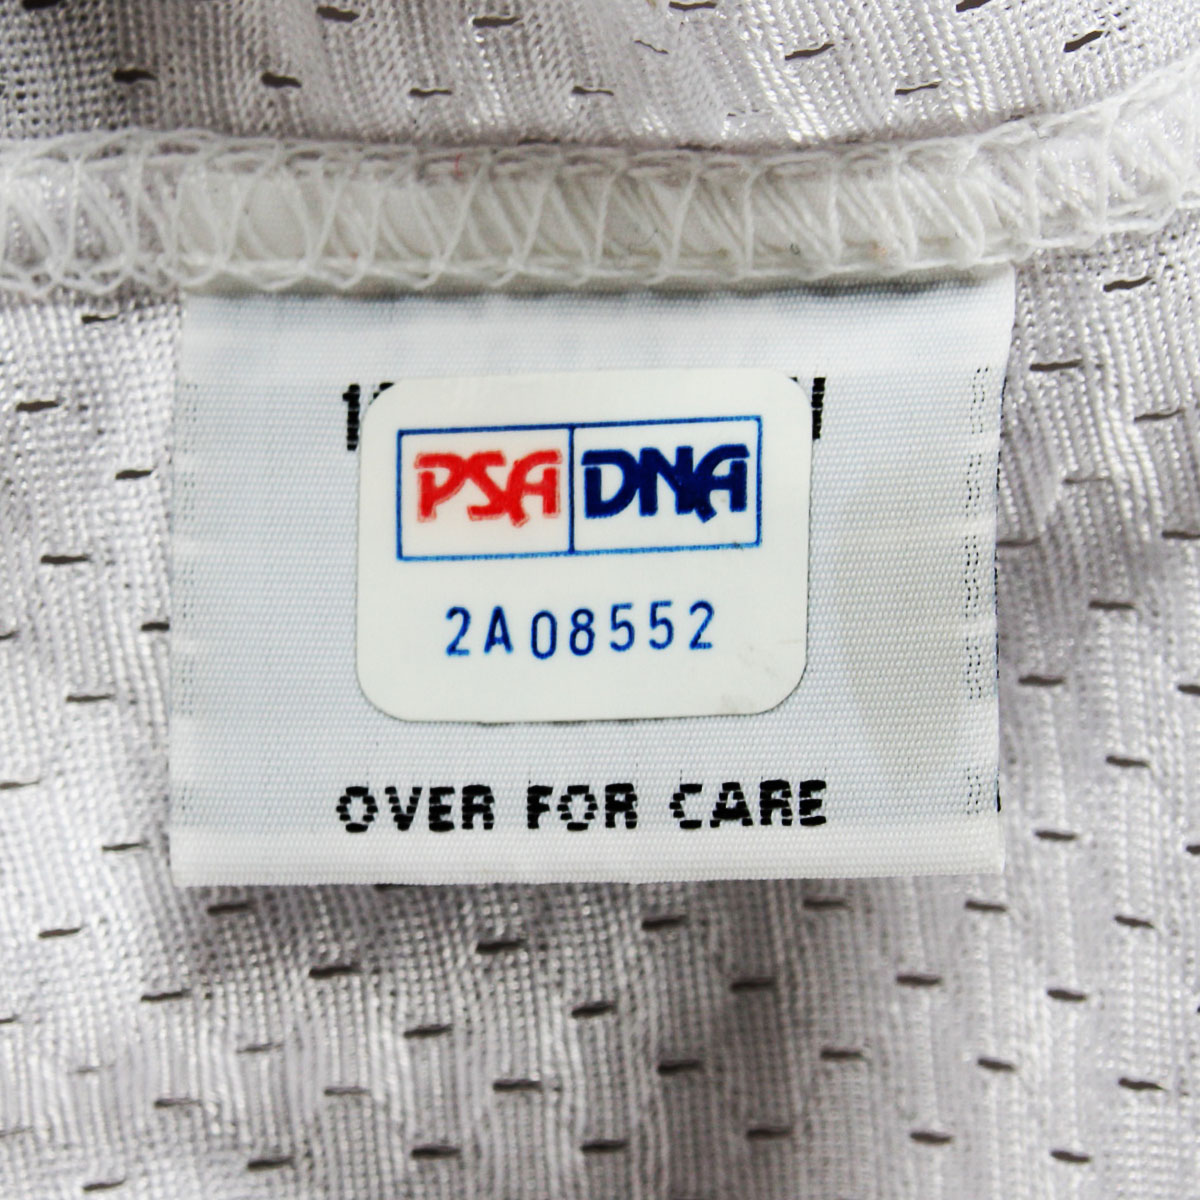 PSA DNA
2A08552
OVER FOR CARE